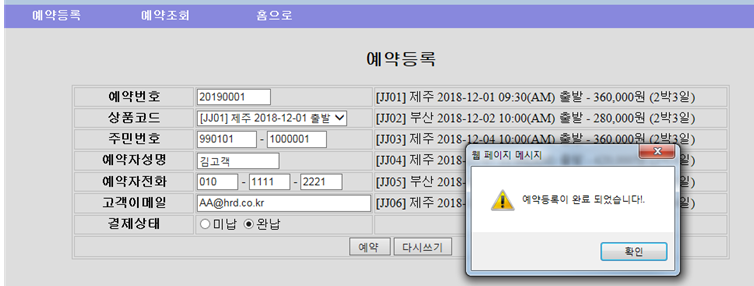 예약등록 예약조회 홈으로
예약등록
예약번호 20190001 [JJ01] 제주 2018-12-01 09:30(AM) 출발 - 360,000원 (2박3일)
상품코드 [JJ01] 제주 2018-12-01 출발 [JJ02] 부산 2018-12-02 10:00(AM) 출발 - 280,000원 (2박3일)
주민번호 990101 - 1000001 [JJ03] 제주 2018-12-04 10:00(AM) 출발 - 360,000원 (2박3일)
예약자성명 김고객 [JJ04] 제주
예약자전화 010 - 1111 - 2221 [JJ05] 부산 2018
고객이메일 AA@hrd.co.kr [JJ06] 제주 2018
결제상태 미납 완납
예약 다시쓰기
웹 페이지 메시지
예약등록이 완료 되었습니다!.
확인